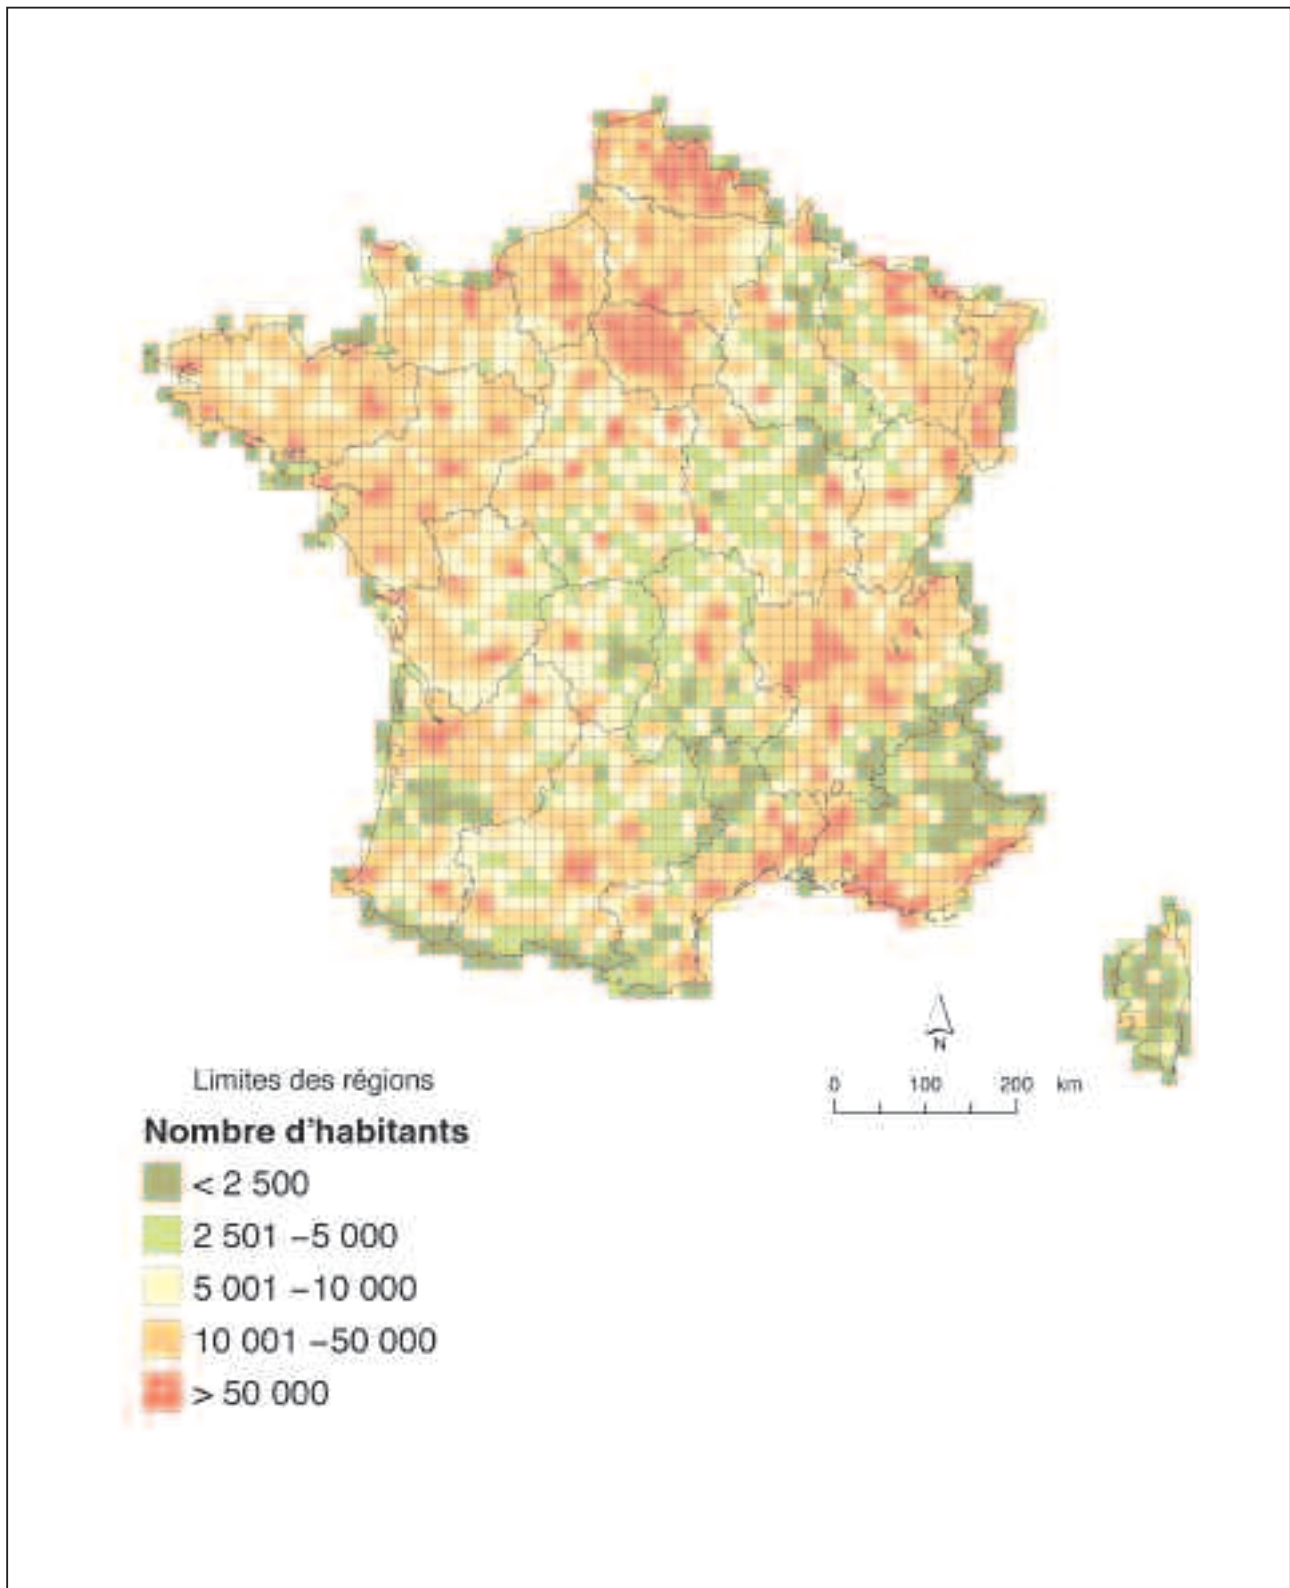 N
0 100 200 km
Limites des régions
Nombre d'habitants
< 2 500
2 501 –5 000
5 001 –10 000
10 001 –50 000
> 50 000